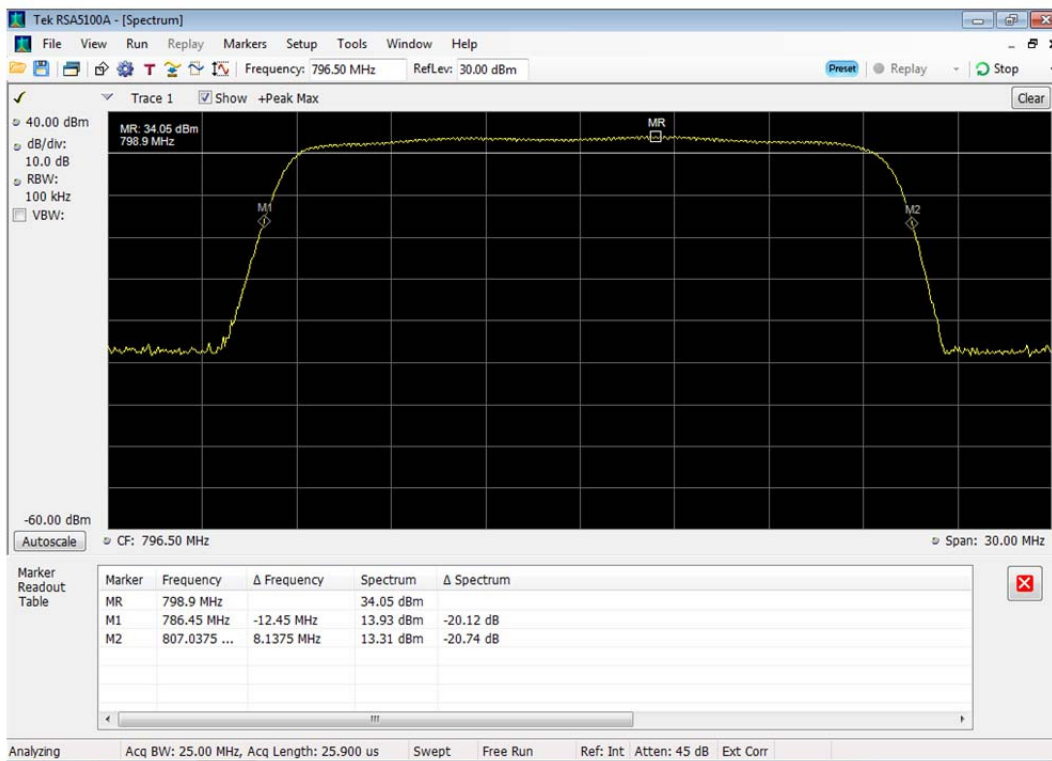 Tek RSA5100A - [Spectrum]
File View Run Replay Markers Setup Tools Window Help
T Frequency: 796.50 MHz RefLev: 30.00 dBm Preset Replay Stop
Trace 1 Show +Peak Max Clear
40.00 dBm
dB/div:
10.0 dB
RBW:
100 kHz
VBW:
MR: 34.05 dBm
798.9 MHz
MR
M1
M2
-60.00 dBm
Autoscale CF: 796.50 MHz Span: 30.00 MHz
Marker
Readout
Table
Marker Frequency Δ Frequency Spectrum Δ Spectrum
MR 798.9 MHz 34.05 dBm
M1 786.45 MHz -12.45 MHz 13.93 dBm -20.12 dB
M2 807.0375 ... 8.1375 MHz 13.31 dBm -20.74 dB
Analyzing Acq BW: 25.00 MHz, Acq Length: 25.900 us Swept Free Run Ref: Int Atten: 45 dB Ext Corr